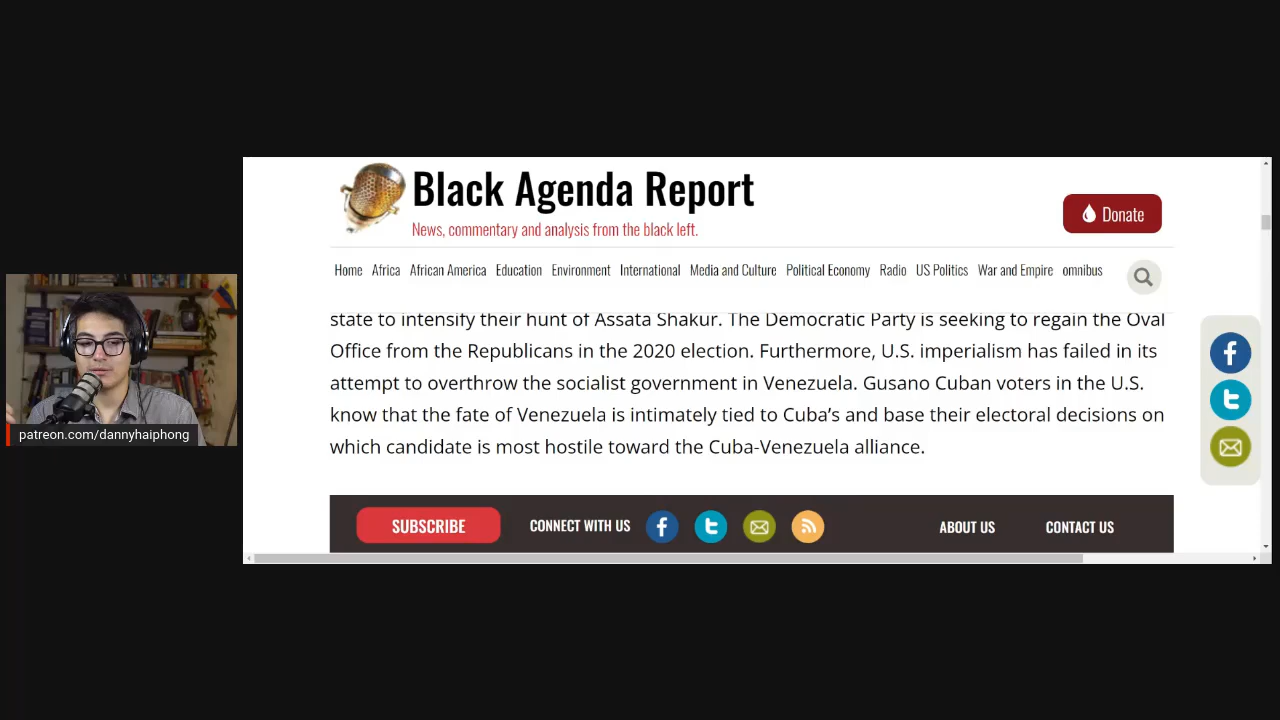 Black Agenda Report
News, commentary and analysis from the black left.
Donate
Home Africa African America Education Environment International Media and Culture Political Economy Radio US Politics War and Empire omnibus
state to intensify their hunt of Assata Shakur. The Democratic Party is seeking to regain the Oval
Office from the Republicans in the 2020 election. Furthermore, U.S. imperialism has failed in its
attempt to overthrow the socialist government in Venezuela. Gusano Cuban voters in the U.S.
know that the fate of Venezuela is intimately tied to Cuba's and base their electoral decisions on
which candidate is most hostile toward the Cuba-Venezuela alliance.
SUBSCRIBE CONNECT WITH US ABOUT US CONTACT US
patreon.com/dannyhaiphong